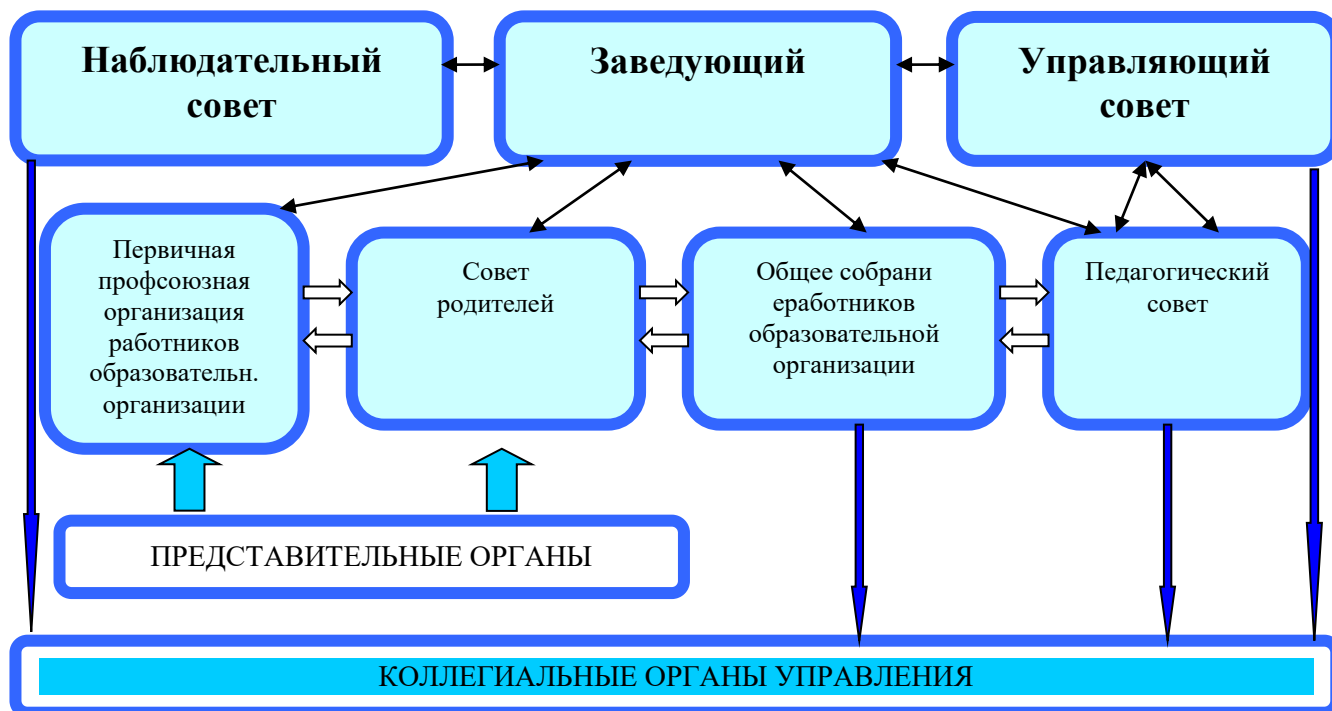 Наблюдательный
совет
Заведующий
Управляющий
совет
Первичная
профсоюзная
организация
работников
образовательн.
организации
Совет
родителей
Общее собрани
еработников
образовательной
организации
Педагогический
совет
ПРЕДСТАВИТЕЛЬНЫЕ ОРГАНЫ
КОЛЛЕГИАЛЬНЫЕ ОРГАНЫ УПРАВЛЕНИЯ